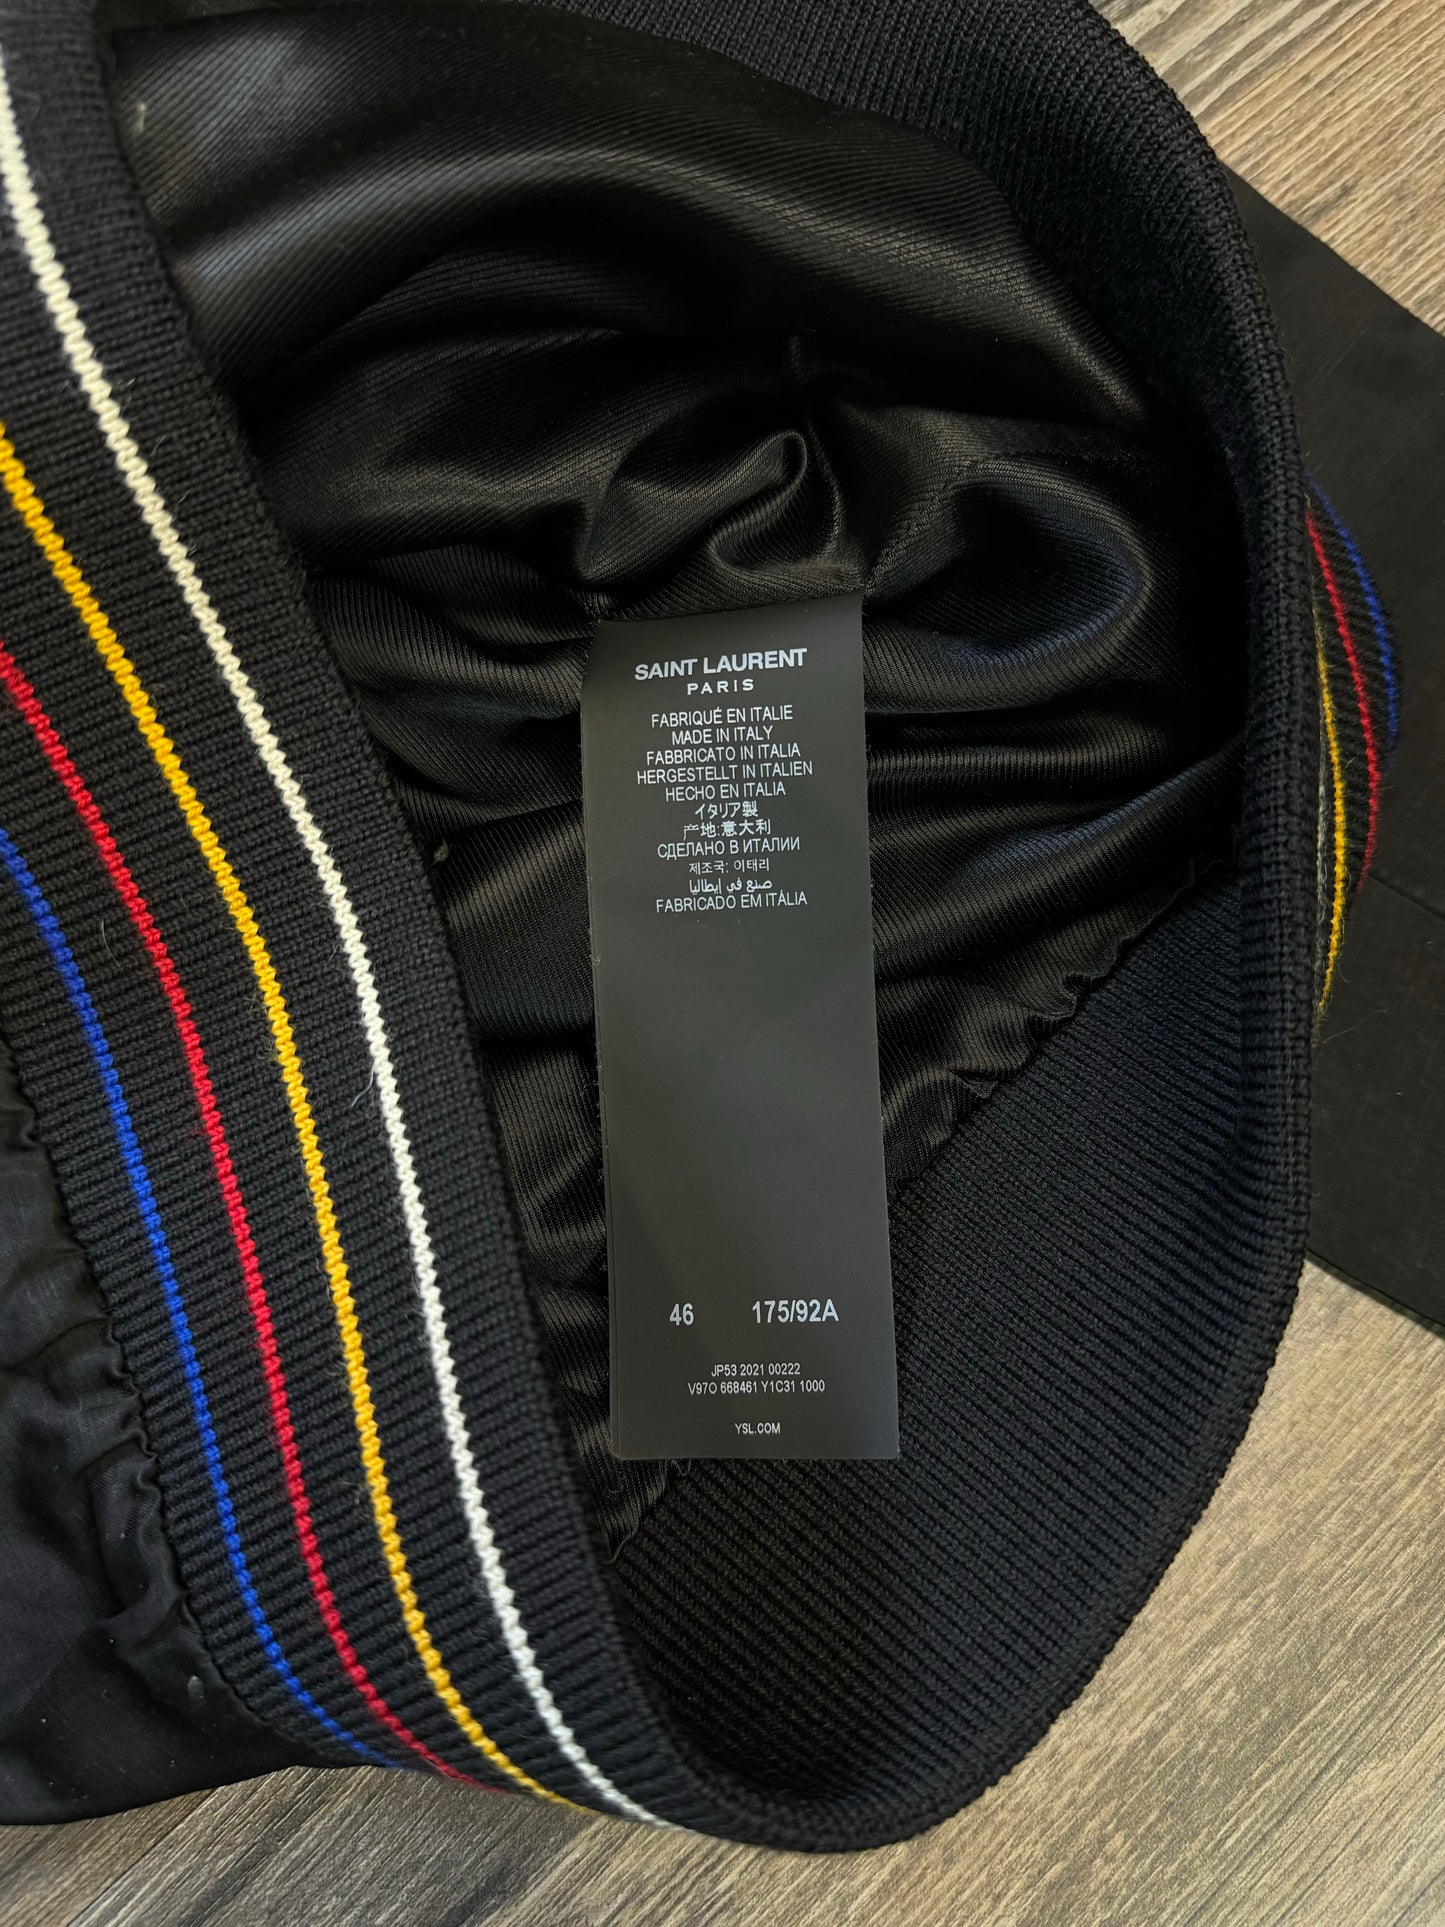 SAINT LAURENT
PARIS
FABRIQUÉ EN ITALIE
MADE IN ITALY
FABBRICATO IN ITALIA
HERGESTELLT IN ITALIEN
HECHO EN ITALIA
イタリア製
产地:意大利
СДЕЛАНО В ИТАЛИИ
제조국: 이태리
صنع في إيطاليا
FABRICADO EM ITÁLIA
46 175/92A
JP53 2021 00222
V97O 668461 Y1C31 1000
YSL.COM